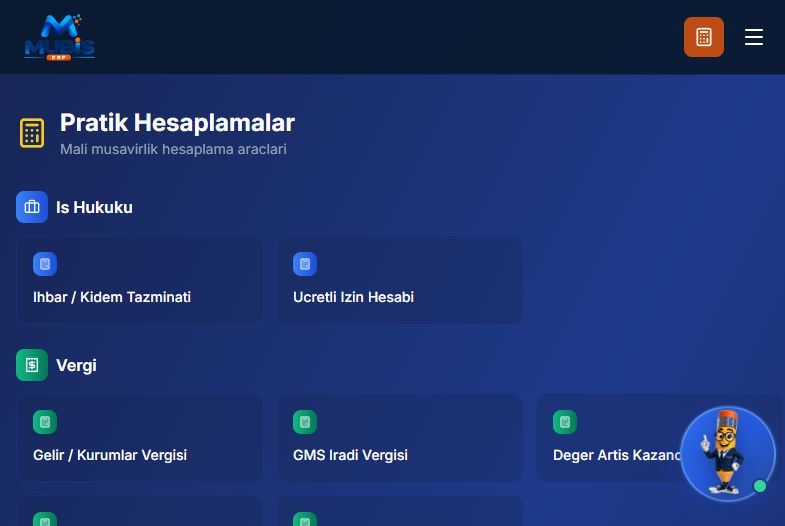 MUBİS
ERP
Pratik Hesaplamalar
Mali musavirlik hesaplama araclari
Is Hukuku
Ihbar / Kidem Tazminati
Ucretli Izin Hesabi
Vergi
Gelir / Kurumlar Vergisi
GMS Iradi Vergisi
Deger Artis Kazanc